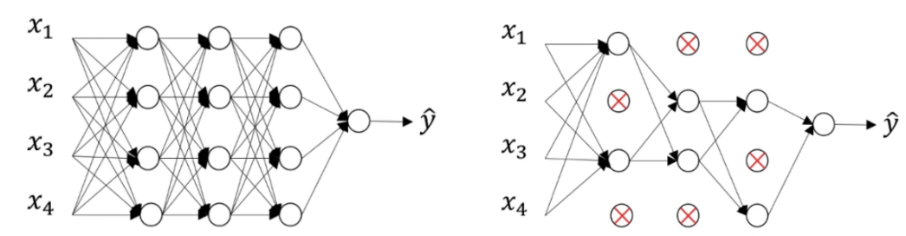 x₁ x₁
x₂ x₂
ŷ ŷ
x₃ x₃
x₄ x₄